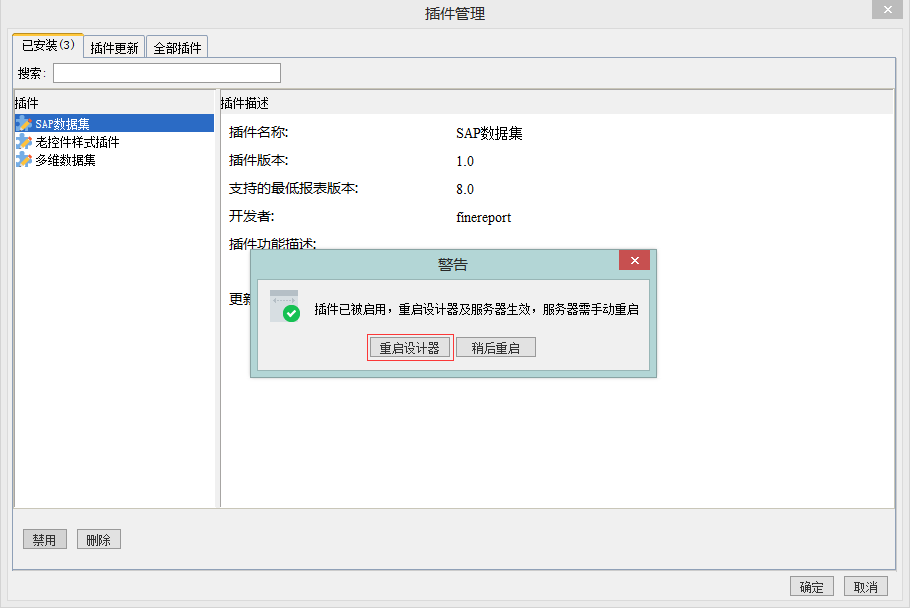 插件管理
已安装(3)
插件更新
全部插件
搜索:
插件
插件描述
SAP数据集
老控件样式插件
多维数据集
插件名称:
SAP数据集
插件版本:
1.0
支持的最低报表版本:
8.0
开发者:
finereport
插件功能描述:
更新
警告
插件已被启用，重启设计器及服务器生效，服务器需手动重启
重启设计器
稍后重启
禁用
删除
确定
取消